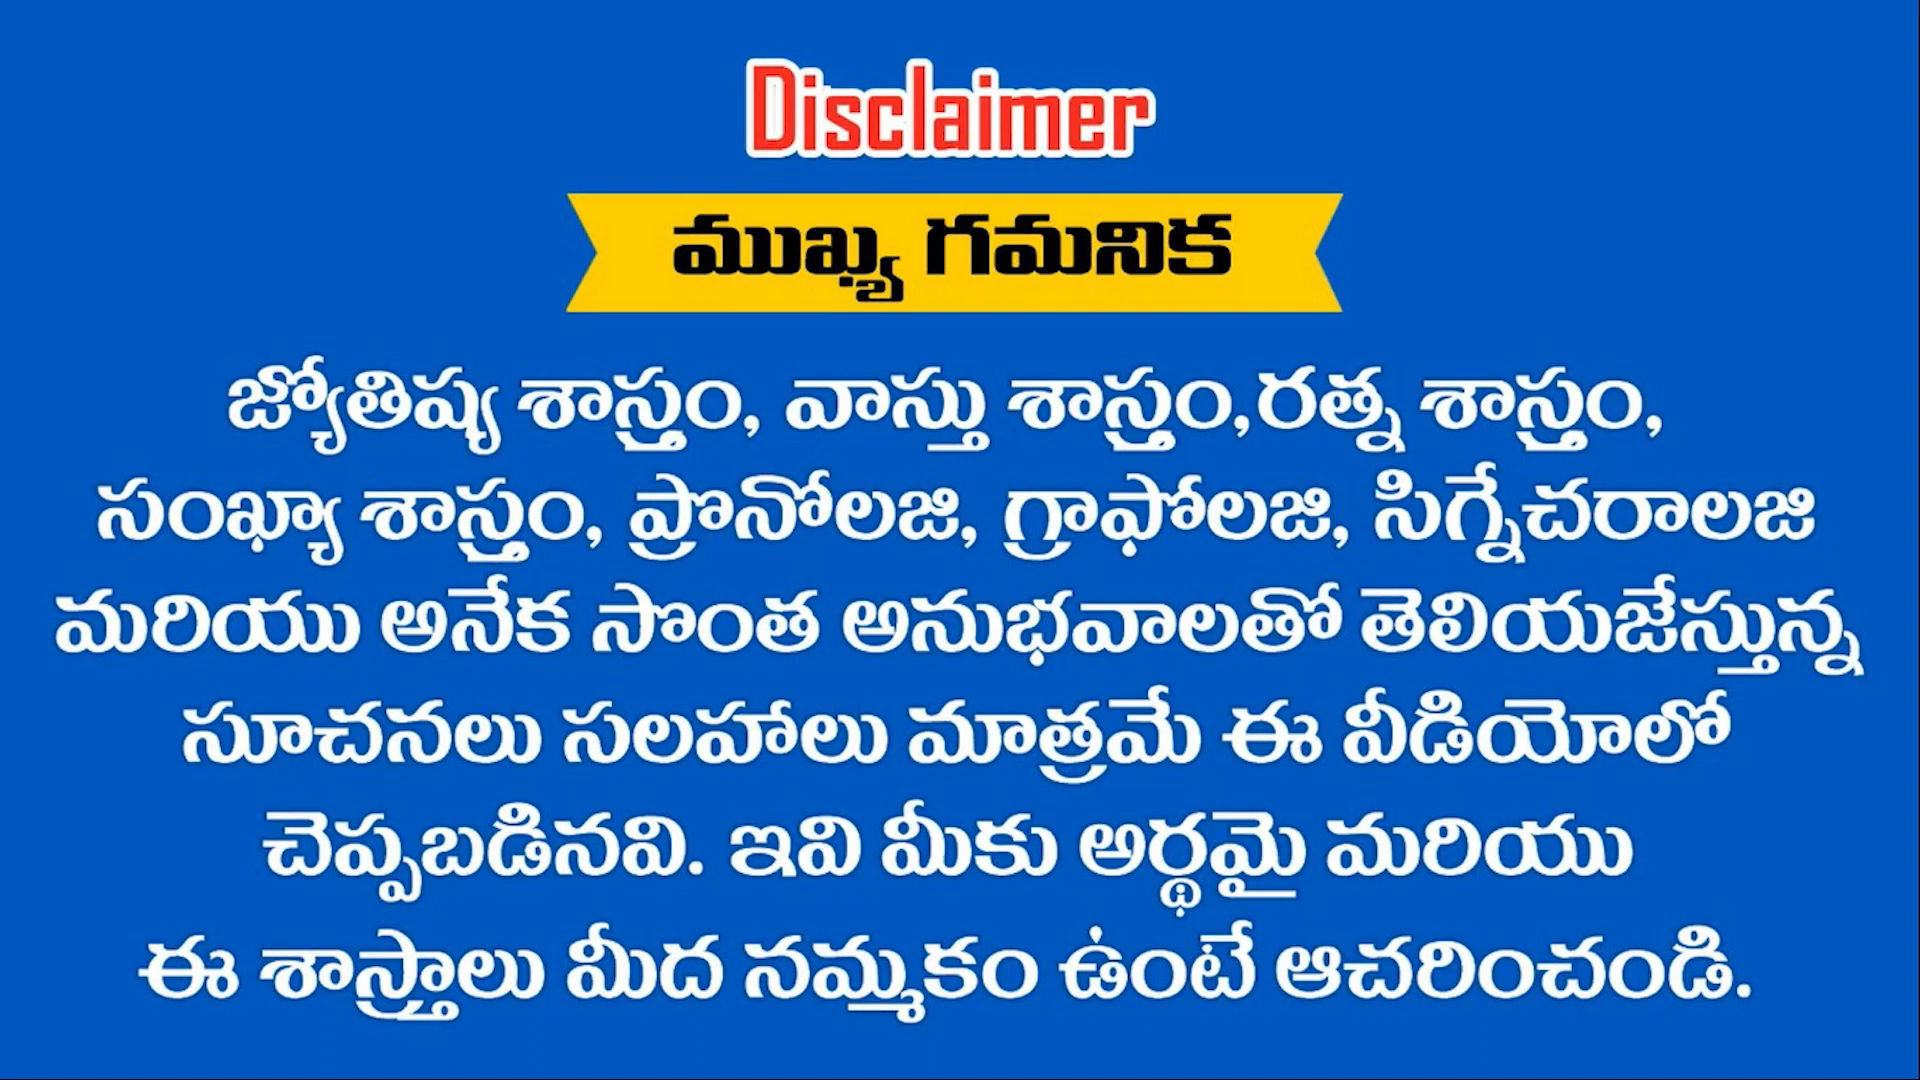 Disclaimer
ముఖ్య గమనిక
జ్యోతిష్య శాస్త్రం, వాస్తు శాస్త్రం,రత్న శాస్త్రం,
సంఖ్యా శాస్త్రం, ప్రొనోలజి, గ్రాఫోలజి, సిగ్నేచరాలజి
మరియు అనేక సొంత అనుభవాలతో తెలియజేస్తున్న
సూచనలు సలహాలు మాత్రమే ఈ వీడియోలో
చెప్పబడినవి. ఇవి మీకు అర్థమై మరియు
ఈ శాస్త్రాలు మీద నమ్మకం ఉంటే ఆచరించండి.